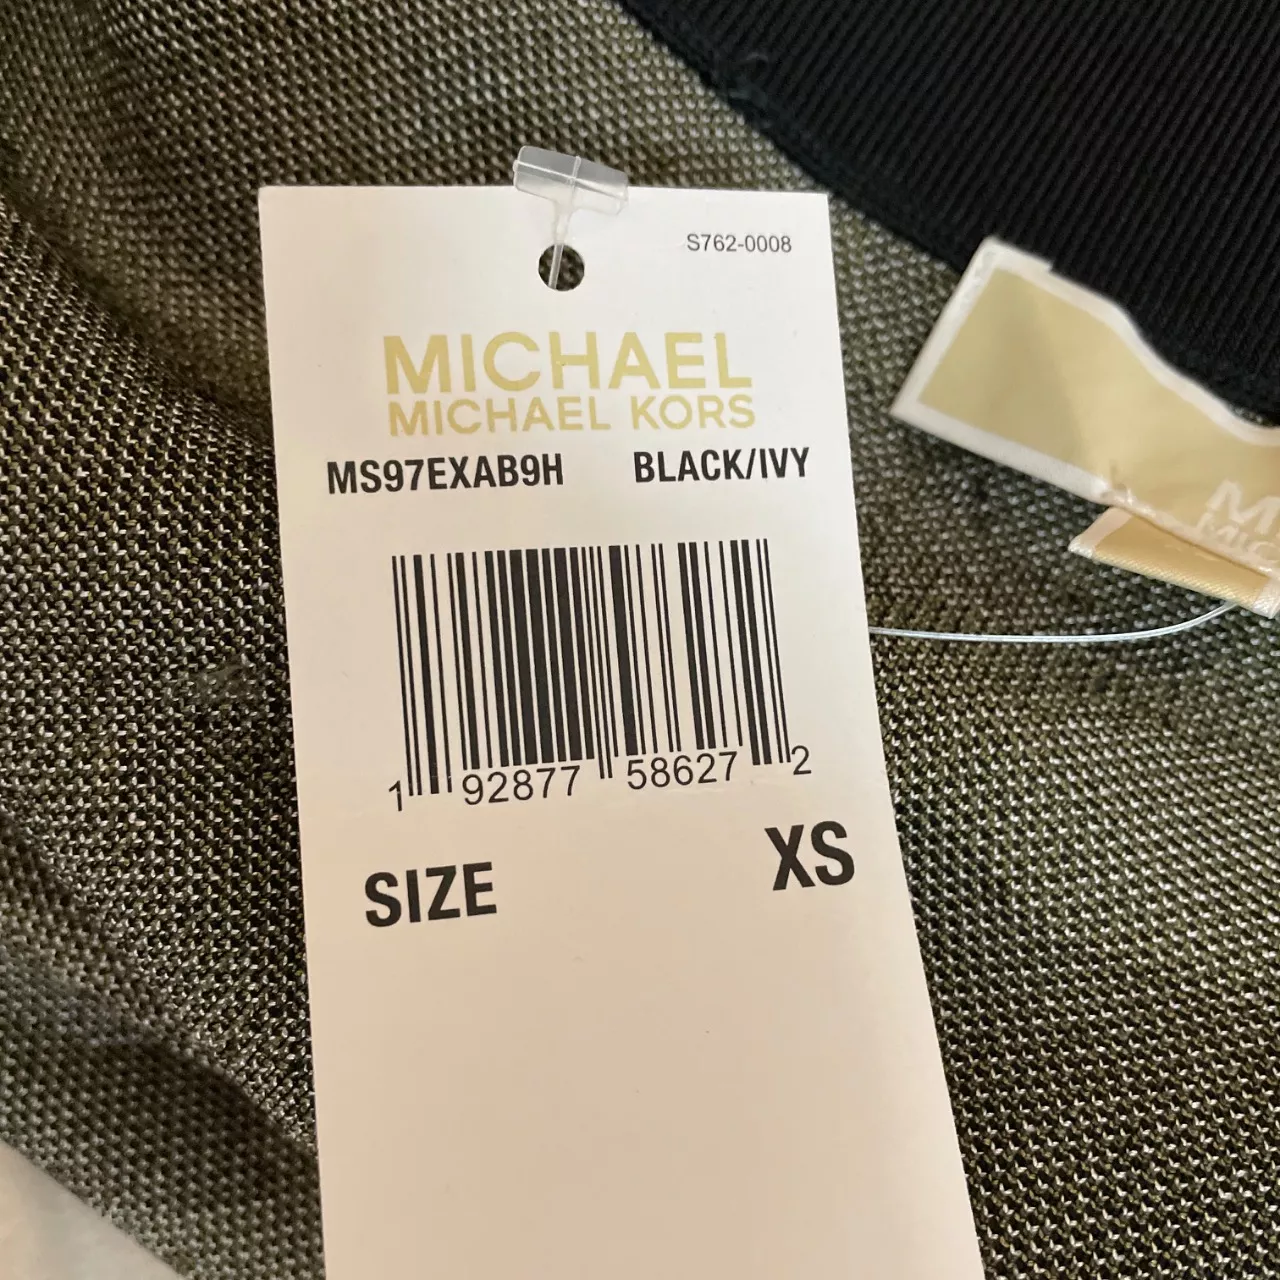 S762-0008
MICHAEL
MICHAEL KORS
MS97EXAB9H BLACK/IVY
1 92877 58627 2
SIZE XS